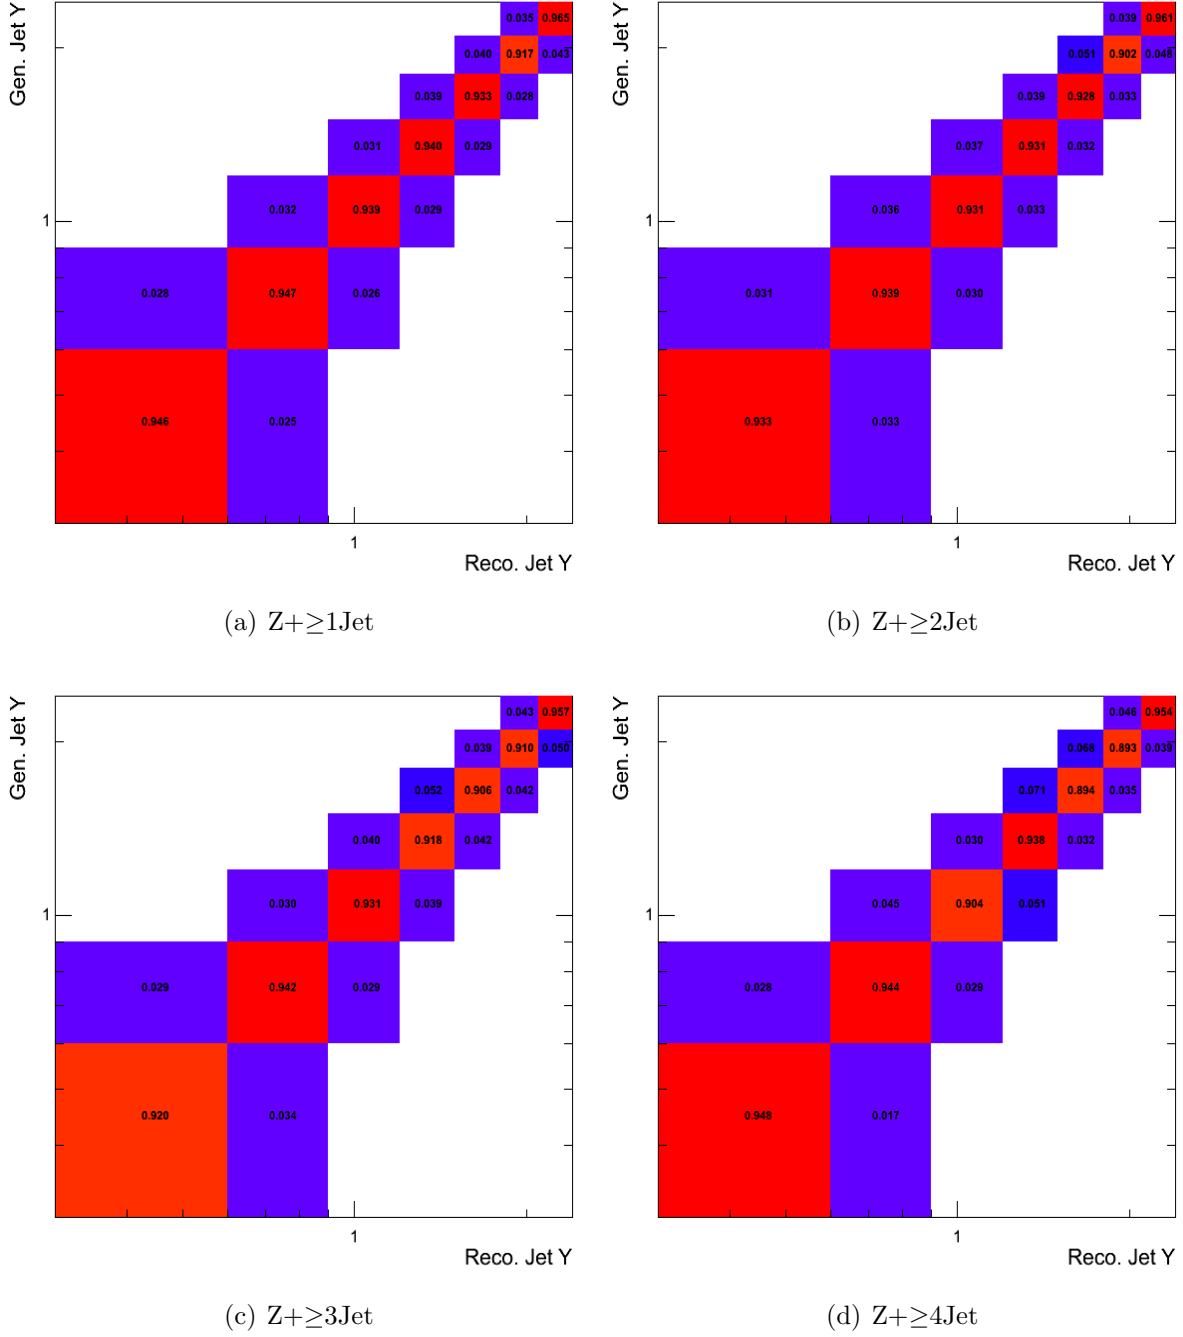 Gen. Jet Y
0.035 0.965
0.040 0.917 0.043
0.039 0.933 0.028
0.031 0.940 0.029
0.032 0.939 0.029
1
0.028 0.947 0.026
0.946 0.025
1
Reco. Jet Y
(a) Z+≥1Jet
Gen. Jet Y
0.039 0.961
0.051 0.902 0.048
0.039 0.928 0.033
0.037 0.931 0.032
0.036 0.931 0.033
1
0.031 0.939 0.030
0.933 0.033
1
Reco. Jet Y
(b) Z+≥2Jet
Gen. Jet Y
0.043 0.957
0.039 0.910 0.050
0.052 0.906 0.042
0.040 0.918 0.042
0.030 0.931 0.039
1
0.029 0.942 0.029
0.920 0.034
1
Reco. Jet Y
(c) Z+≥3Jet
Gen. Jet Y
0.046 0.954
0.068 0.893 0.039
0.071 0.894 0.035
0.030 0.938 0.032
0.045 0.904 0.051
1
0.028 0.944 0.029
0.948 0.017
1
Reco. Jet Y
(d) Z+≥4Jet